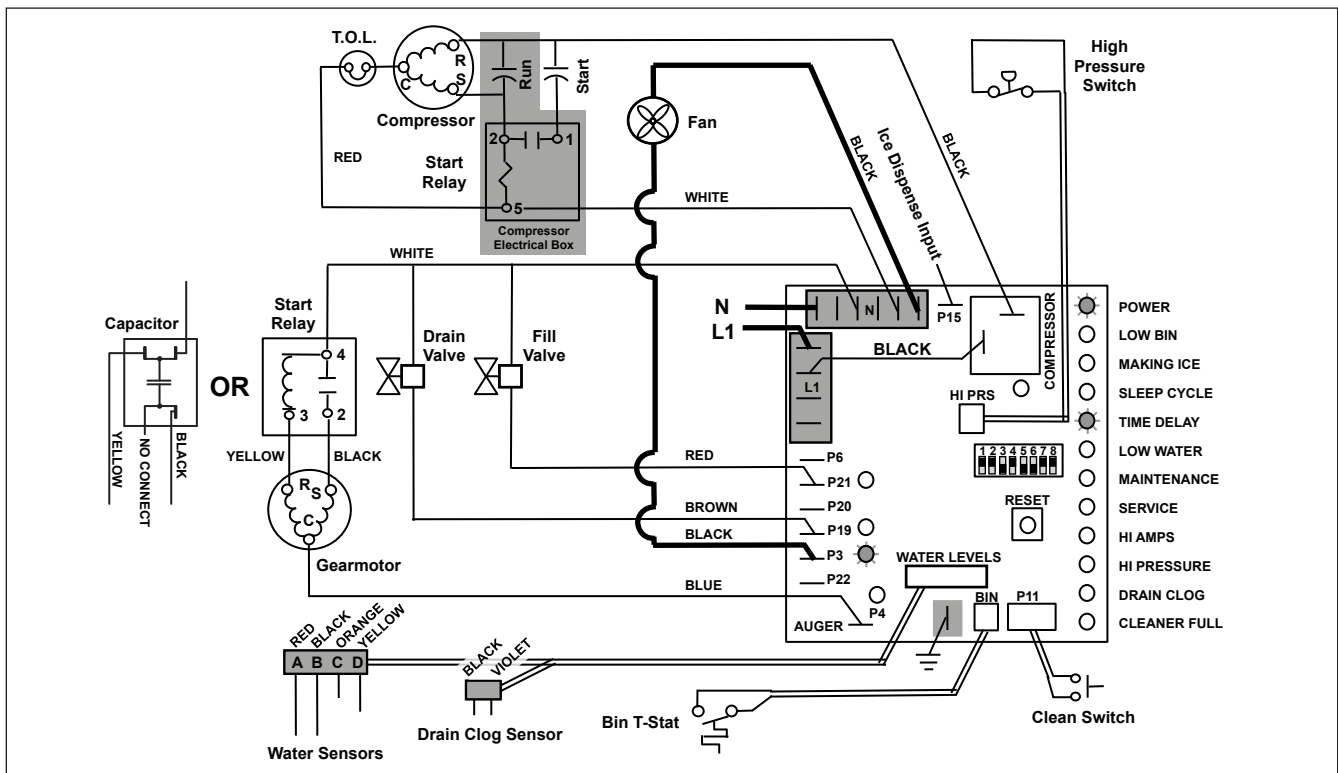 T.O.L.
R
S
C
Compressor
Run
Start
2
1
5
Start
Relay
Compressor
Electrical Box
RED
WHITE
WHITE
Fan
BLACK
Ice Dispense Input
BLACK
High
Pressure
Switch
Capacitor
YELLOW
NO CONNECT
BLACK
OR
Start
Relay
4
3
2
YELLOW
BLACK
R
S
C
Gearmotor
Drain
Valve
Fill
Valve
N
L1
N
P15
L1
BLACK
COMPRESSOR
HI PRS
P6
RED
P21
P20
BROWN
P19
BLACK
P3
P22
BLUE
P4
AUGER
1 2 3 4 5 6 7 8
RESET
WATER LEVELS
BIN
P11
POWER
LOW BIN
MAKING ICE
SLEEP CYCLE
TIME DELAY
LOW WATER
MAINTENANCE
SERVICE
HI AMPS
HI PRESSURE
DRAIN CLOG
CLEANER FULL
RED
BLACK
ORANGE
YELLOW
A B C D
Water Sensors
BLACK
VIOLET
Drain Clog Sensor
Bin T-Stat
Clean Switch